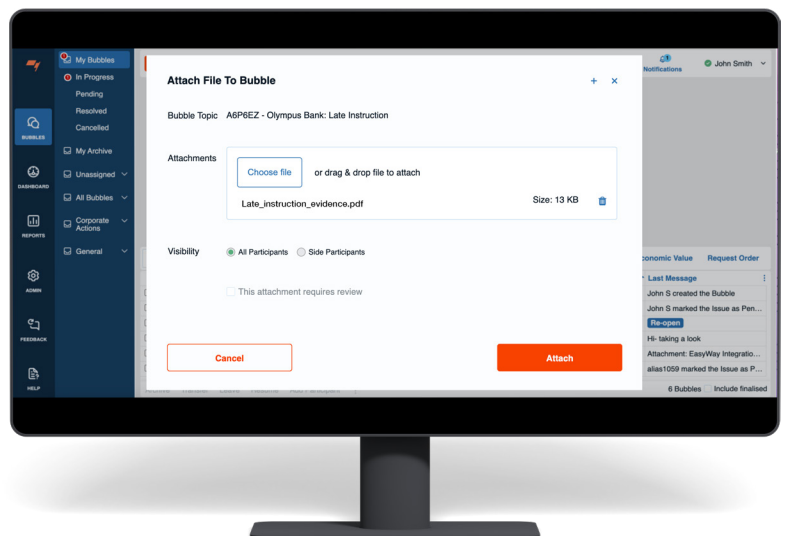 BUBBLES
DASHBOARD
REPORTS
ADMIN
FEEDBACK
HELP
My Bubbles
In Progress
Pending
Resolved
Cancelled
My Archive
Unassigned
All Bubbles
Corporate
Actions
General
1
Notifications
John Smith
Attach File To Bubble
Bubble Topic A6P6EZ - Olympus Bank: Late Instruction
Attachments
Choose file or drag & drop file to attach
Late_instruction_evidence.pdf Size: 13 KB
Visibility All Participants Side Participants
This attachment requires review
Cancel Attach
Value Request Order
Last Message
John S created the Bubble
John S marked the Issue as Pen...
Re-open
Hi- taking a look
Attachment: EasyWay Integratio...
alias1059 marked the Issue as P...
6 Bubbles Include finalised